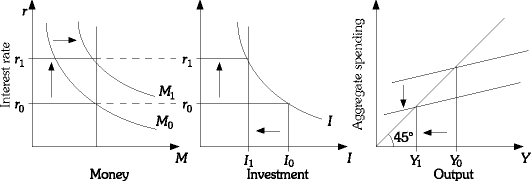 r
Interest rate
r₁
r₀
M₁
M₀
M
Money
r
r₁
r₀
I
I₁
I₀
I
Investment
Aggregate spending
45°
Y₁
Y₀
Y
Output